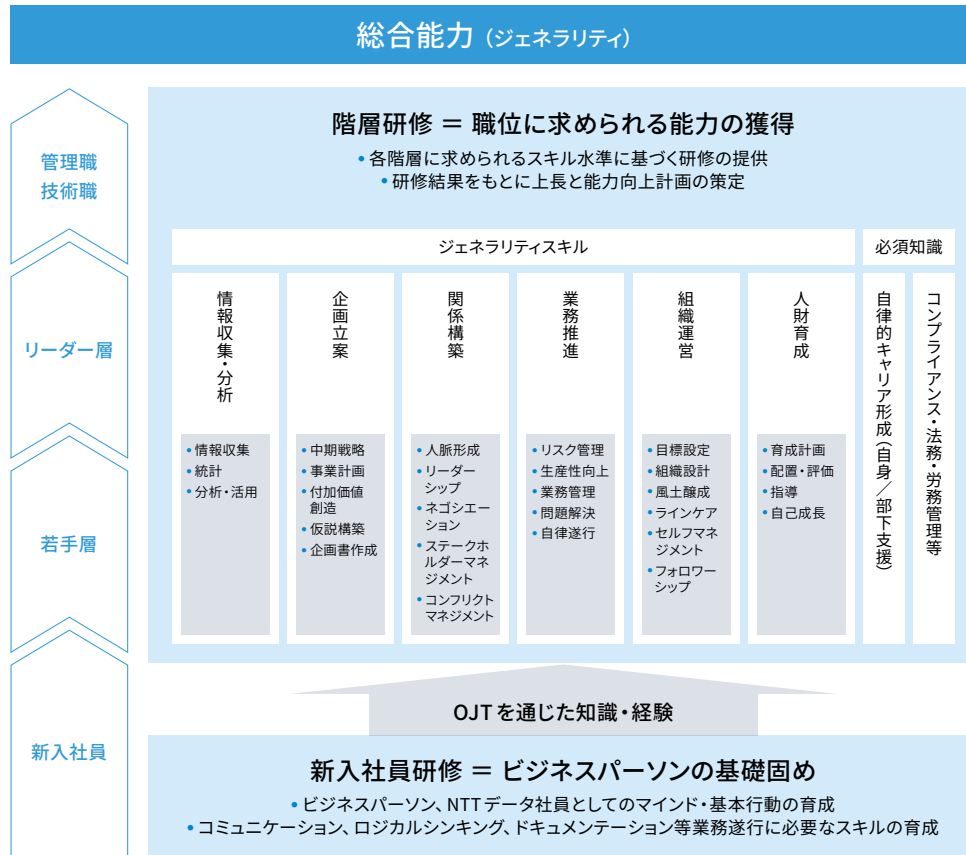 総合能力（ジェネラリティ）
管理職
技術職
リーダー層
若手層
新入社員
階層研修 ＝ 職位に求められる能力の獲得
• 各階層に求められるスキル水準に基づく研修の提供
• 研修結果をもとに上長と能力向上計画の策定
ジェネラリティスキル
必須知識
情報収集・分析
• 情報収集
• 統計
• 分析・活用
企画立案
• 中期戦略
• 事業計画
• 付加価値
創造
• 仮説構築
• 企画書作成
関係構築
• 人脈形成
• リーダー
シップ
• ネゴシエー
ション
• ステークホ
ルダーマネ
ジメント
• コンフリクト
マネジメント
業務推進
• リスク管理
• 生産性向上
• 業務管理
• 問題解決
• 自律遂行
組織運営
• 目標設定
• 組織設計
• 風土醸成
• ラインケア
• セルフマネ
ジメント
• フォロワー
シップ
人財育成
• 育成計画
• 配置・評価
• 指導
• 自己成長
自律的キャリア形成（自身／部下支援）
コンプライアンス・法務・労務管理等
OJTを通じた知識・経験
新入社員研修 ＝ ビジネスパーソンの基礎固め
• ビジネスパーソン、NTTデータ社員としてのマインド・基本行動の育成
• コミュニケーション、ロジカルシンキング、ドキュメンテーション等業務遂行に必要なスキルの育成